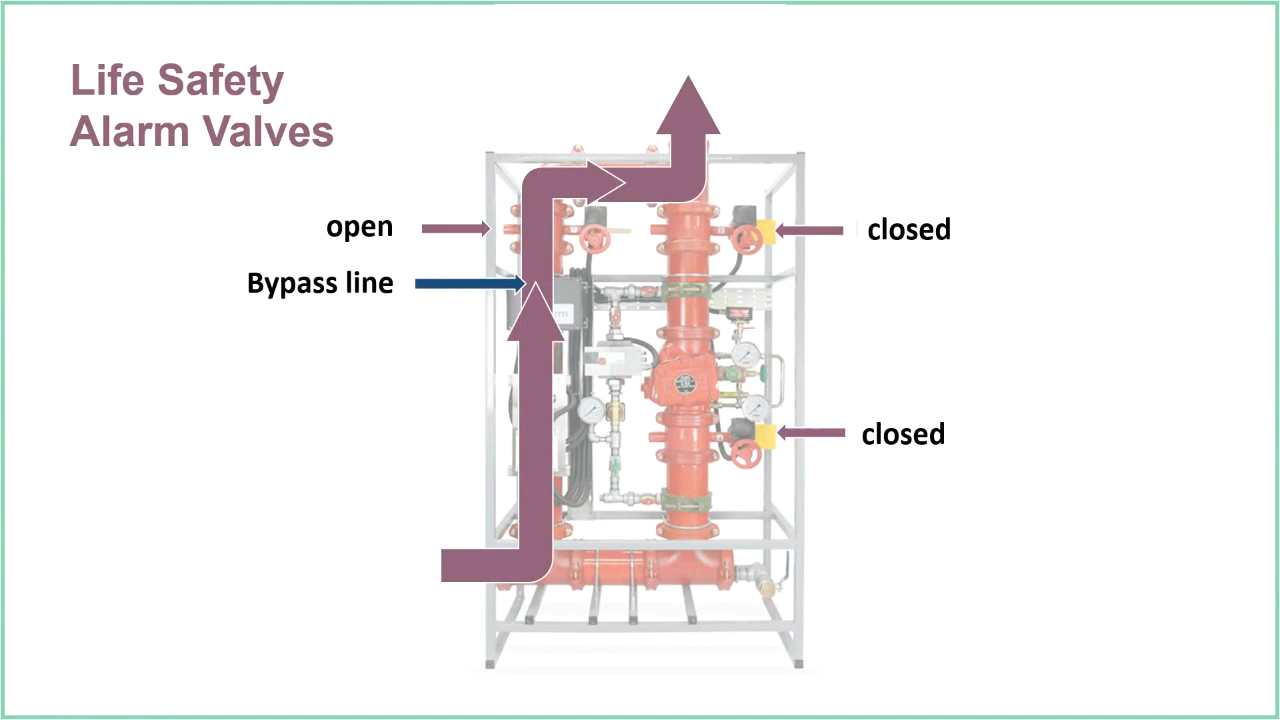 Life Safety
Alarm Valves
open
closed
Bypass line
closed